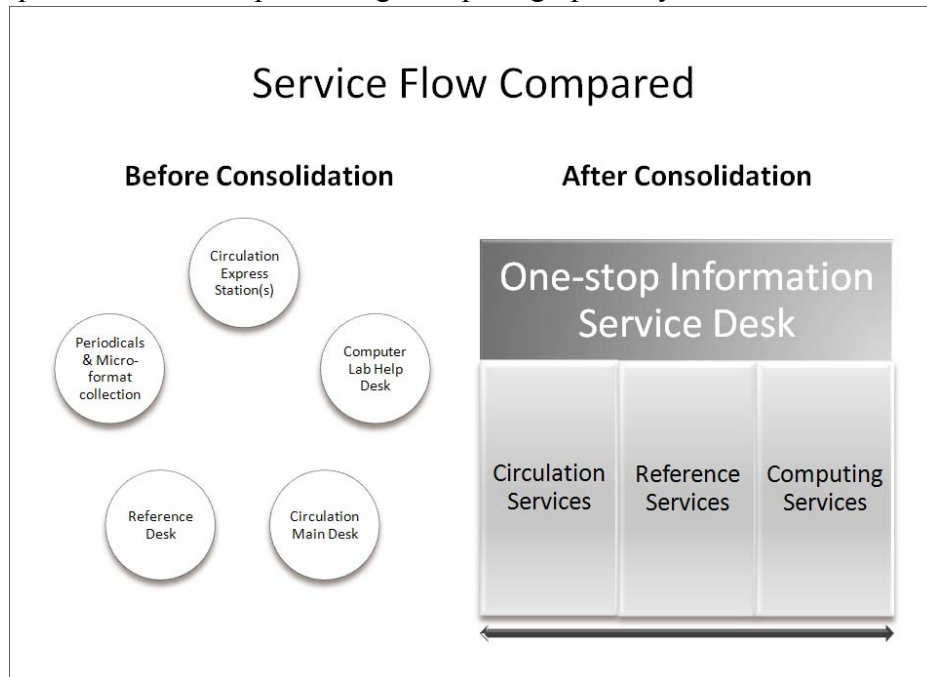 Service Flow Compared
Before Consolidation
Circulation
Express
Station(s)
Periodicals
& Micro-
format
collection
Computer
Lab Help
Desk
Reference
Desk
Circulation
Main Desk
After Consolidation
One-stop Information
Service Desk
Circulation
Services
Reference
Services
Computing
Services